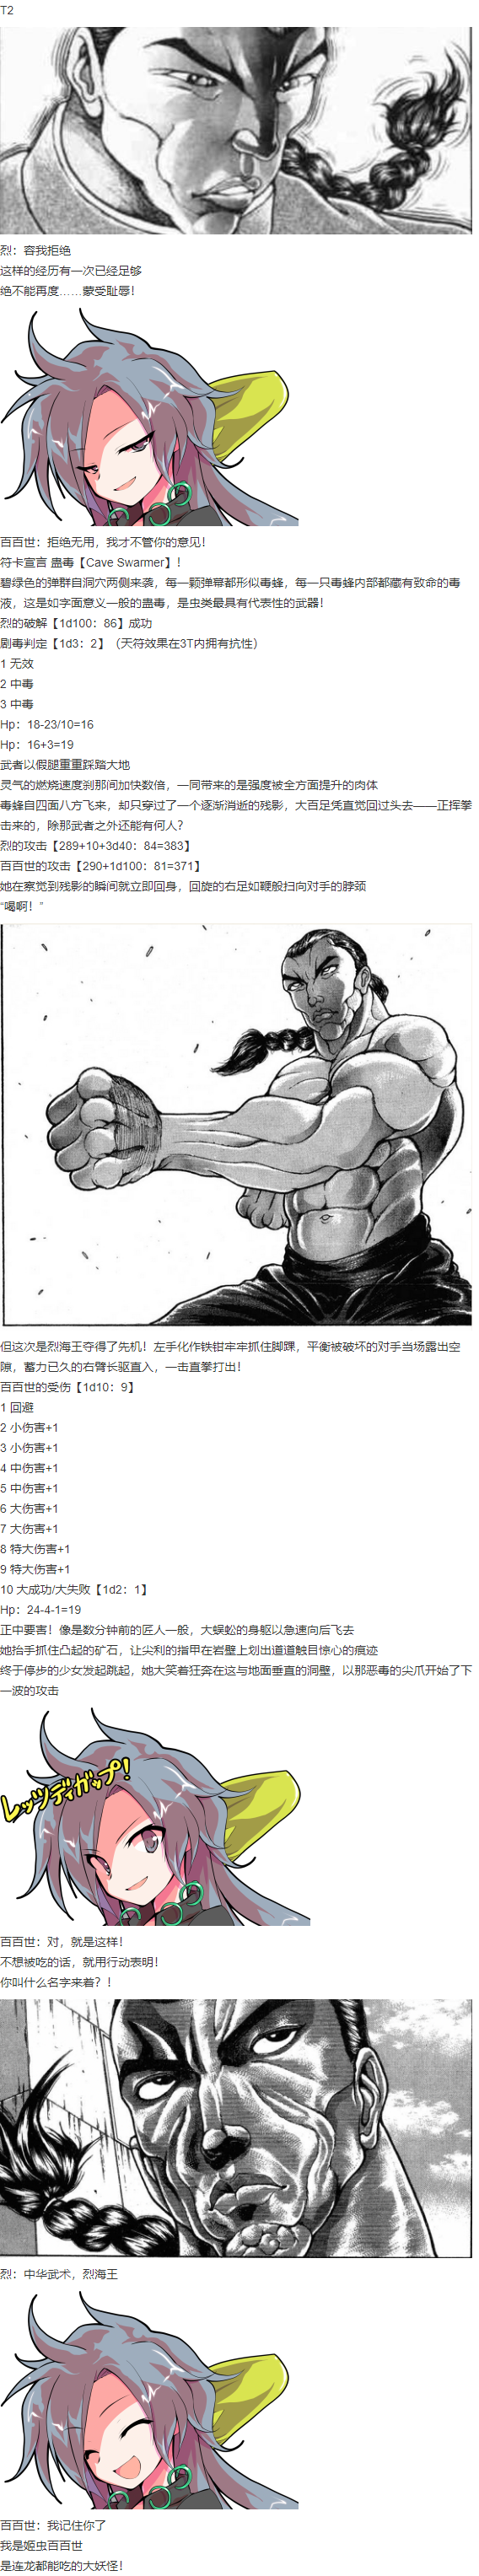 T2
烈：容我拒绝
这样的经历有一次已经足够
绝不能再度……蒙受耻辱！
百百世：拒绝无用，我才不管你的意见！
符卡宣言 蛊毒【Cave Swarmer】！
碧绿色的弹群自洞穴两侧来袭，每一颗弹幕都形似毒蜂，每一只毒蜂内部都藏有致命的毒
液，这是如字面意义一般的蛊毒，是虫类最具有代表性的武器！
烈的破解【1d100：86】成功
剧毒判定【1d3：2】（天符效果在3T内拥有抗性）
1 无效
2 中毒
3 中毒
Hp：18-23/10=16
Hp：16+3=19
武者以假腿重重踩踏大地
灵气的燃烧速度刹那间加快数倍，一同带来的是强度被全方面提升的肉体
毒蜂自四面八方飞来，却只穿过了一个逐渐消逝的残影，大百足凭直觉回过头去——正挥拳
击来的，除那武者之外还能有何人？
烈的攻击【289+10+3d40：84=383】
百百世的攻击【290+1d100：81=371】
她在察觉到残影的瞬间就立即回身，回旋的右足如鞭般扫向对手的脖颈
“喝啊！”
但这次是烈海王夺得了先机！左手化作铁钳牢牢抓住脚踝，平衡被破坏的对手当场露出空
隙，蓄力已久的右臂长驱直入，一击直拳打出！
百百世的受伤【1d10：9】
1 回避
2 小伤害+1
3 小伤害+1
4 中伤害+1
5 中伤害+1
6 大伤害+1
7 大伤害+1
8 特大伤害+1
9 特大伤害+1
10 大成功/大失败【1d2：1】
Hp：24-4-1=19
正中要害！像是数分钟前的匠人一般，大蜈蚣的身躯以急速向后飞去
她抬手抓住凸起的矿石，让尖利的指甲在岩壁上划出道道触目惊心的痕迹
终于停步的少女发起跳起，她大笑着狂奔在这与地面垂直的洞壁，以那恶毒的尖爪开始了下
一波的攻击
レッツディガップ！
百百世：对，就是这样！
不想被吃的话，就用行动表明！
你叫什么名字来着？！
烈：中华武术，烈海王
百百世：我记住你了
我是姬虫百百世
是连龙都能吃的大妖怪！